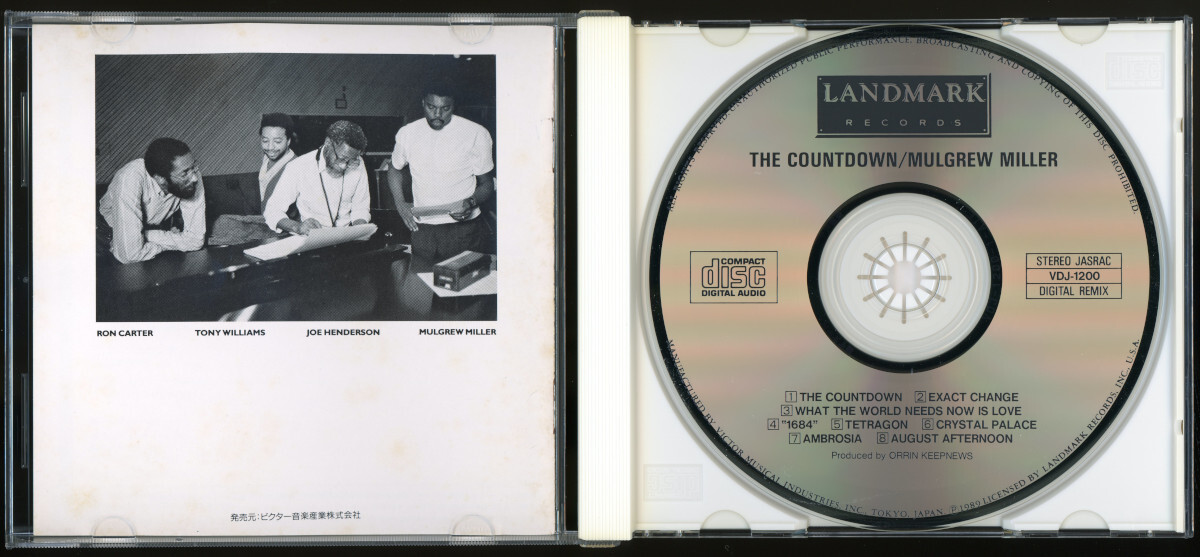 RON CARTER TONY WILLIAMS JOE HENDERSON MULGREW MILLER
発売元:ビクター音楽産業株式会社
LANDMARK
RECORDS
THE COUNTDOWN/MULGREW MILLER
COMPACT
disc
DIGITAL AUDIO
STEREO JASRAC
VDJ-1200
DIGITAL REMIX
1 THE COUNTDOWN 2 EXACT CHANGE
3 WHAT THE WORLD NEEDS NOW IS LOVE
4 "1684" 5 TETRAGON 6 CRYSTAL PALACE
7 AMBROSIA 8 AUGUST AFTERNOON
Produced by ORRIN KEEPNEWS
PUBLIC PERFORMANCE, BROADCASTING AND COPYING OF THIS DISC PROHIBITED.
MANUFACTURED BY VICTOR MUSICAL INDUSTRIES, INC. TOKYO, JAPAN. ℗ 1989 LICENSED BY LANDMARK RECORDS, INC., U.S.A.